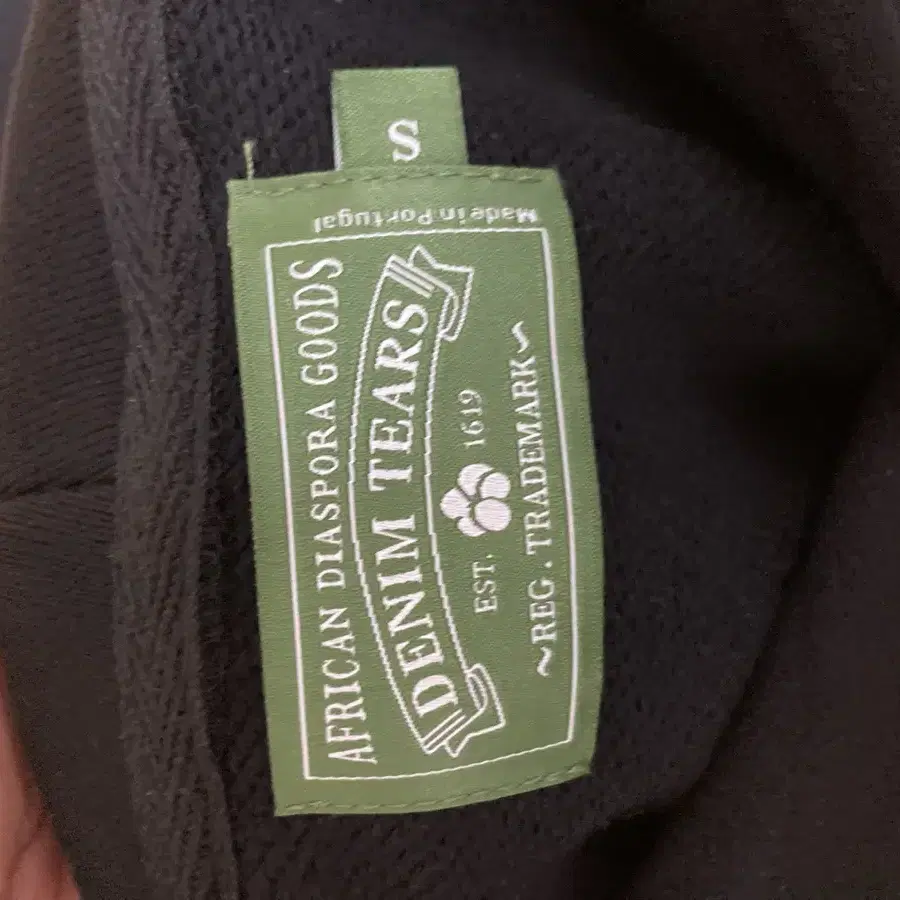 S
Made in Portugal
AFRICAN DIASPORA GOODS
DENIM TEARS
EST. 1619
~REG. TRADEMARK~